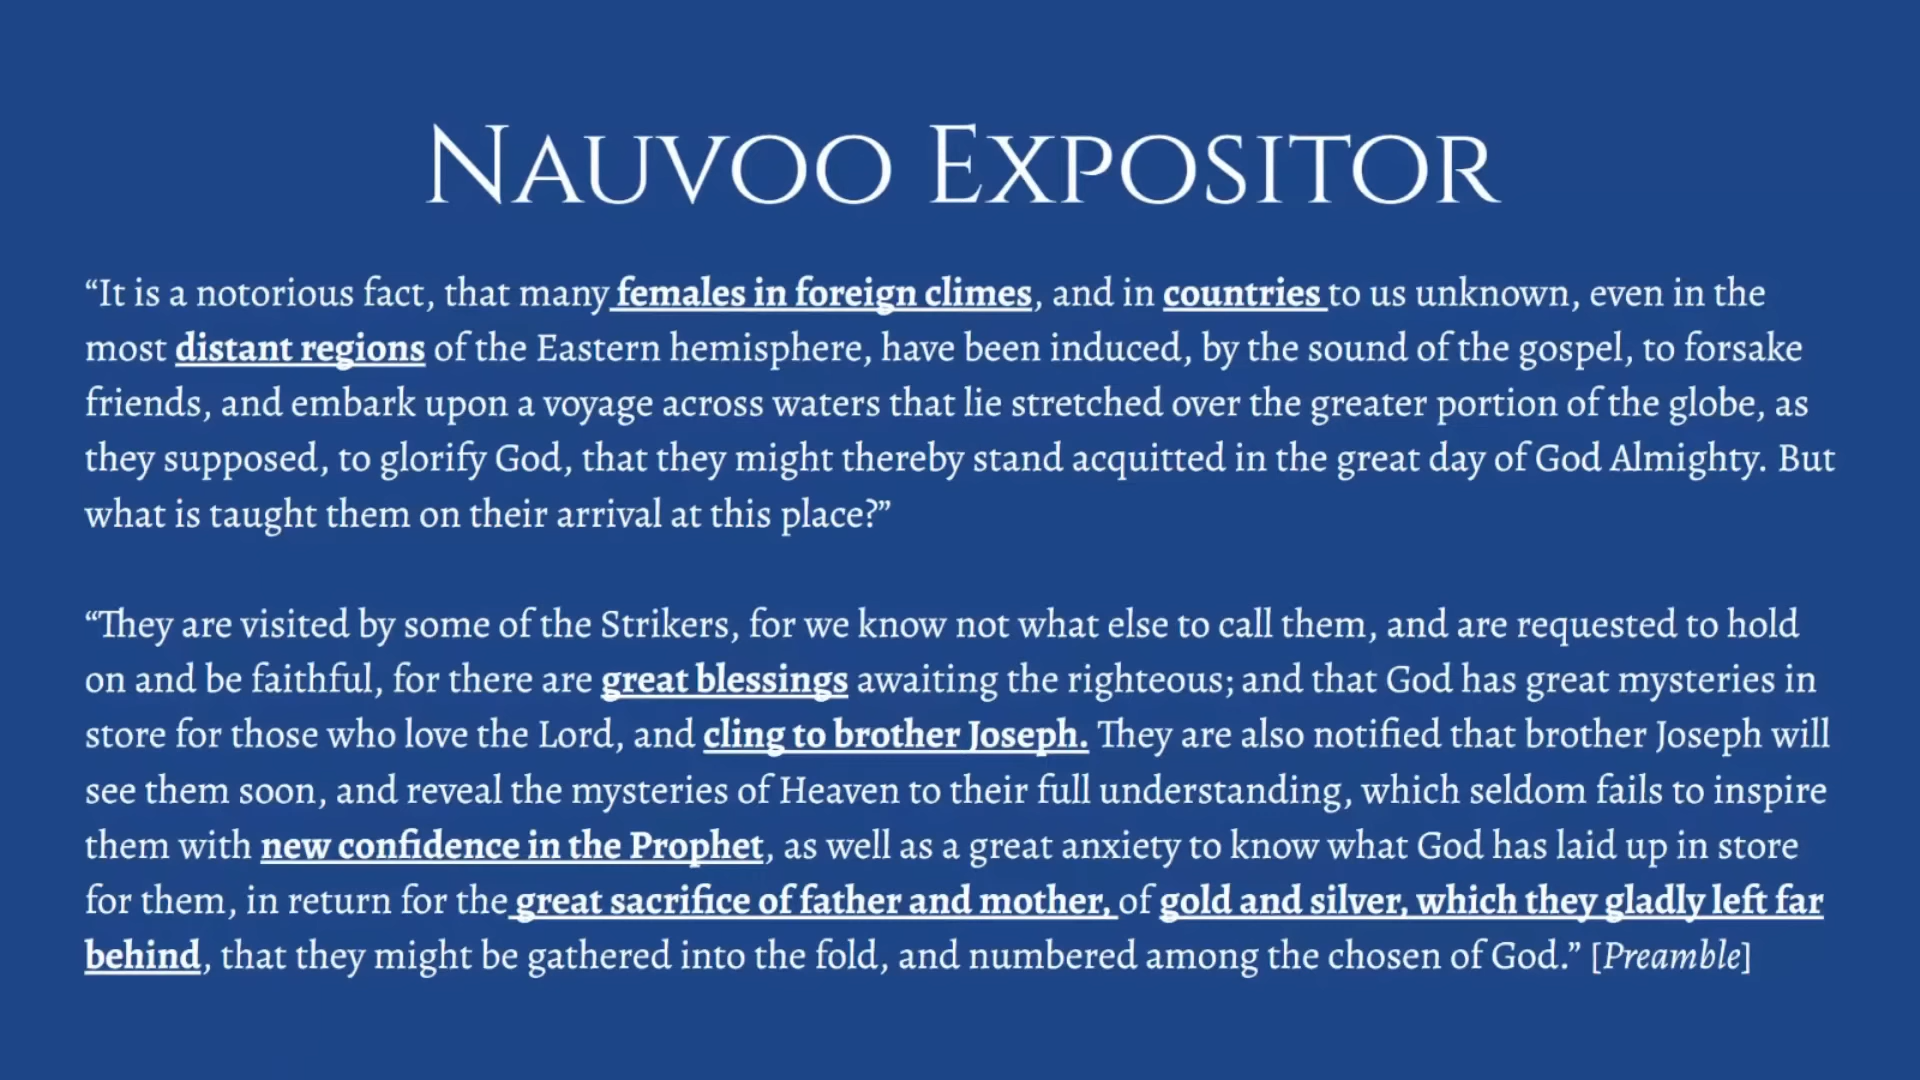 Nauvoo Expositor
“It is a notorious fact, that many females in foreign climes, and in countries to us unknown, even in the
most distant regions of the Eastern hemisphere, have been induced, by the sound of the gospel, to forsake
friends, and embark upon a voyage across waters that lie stretched over the greater portion of the globe, as
they supposed, to glorify God, that they might thereby stand acquitted in the great day of God Almighty. But
what is taught them on their arrival at this place?”
“They are visited by some of the Strikers, for we know not what else to call them, and are requested to hold
on and be faithful, for there are great blessings awaiting the righteous; and that God has great mysteries in
store for those who love the Lord, and cling to brother Joseph. They are also notified that brother Joseph will
see them soon, and reveal the mysteries of Heaven to their full understanding, which seldom fails to inspire
them with new confidence in the Prophet, as well as a great anxiety to know what God has laid up in store
for them, in return for the great sacrifice of father and mother, of gold and silver, which they gladly left far
behind, that they might be gathered into the fold, and numbered among the chosen of God.” [Preamble]